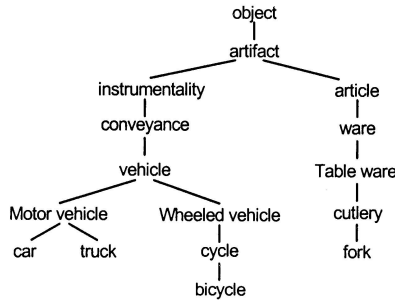 object
artifact
instrumentality article
conveyance ware
vehicle Table ware
Motor vehicle Wheeled vehicle cutlery
car truck cycle fork
bicycle